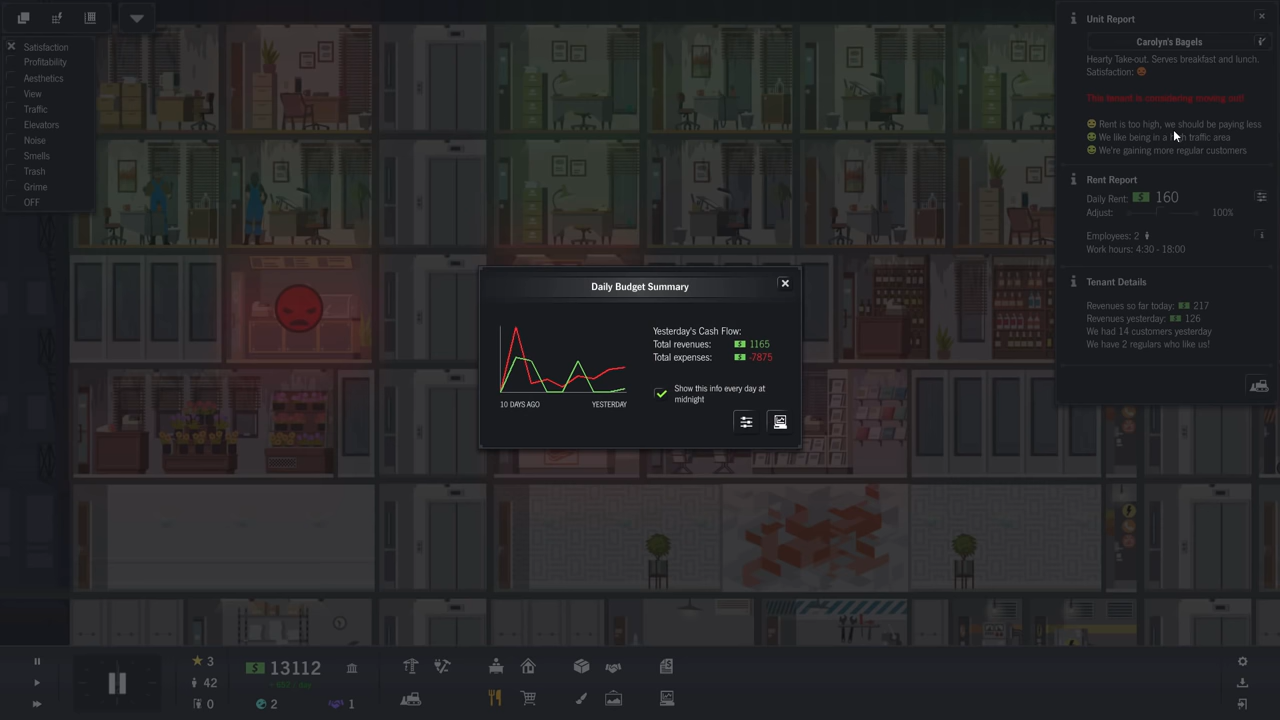 Satisfaction
Profitability
Aesthetics
View
Traffic
Elevators
Noise
Smells
Trash
Grime
OFF
Unit Report
Carolyn's Bagels
Hearty Take-out. Serves breakfast and lunch.
Satisfaction:
This tenant is considering moving out!
Rent is too high, we should be paying less
We like being in a high traffic area
We're gaining more regular customers
Rent Report
Daily Rent: 160
Adjust: 100%
Employees: 2
Work hours: 4:30 - 18:00
Tenant Details
Revenues so far today: 217
Revenues yesterday: 126
We had 14 customers yesterday
We have 2 regulars who like us!
Daily Budget Summary
Yesterday's Cash Flow:
Total revenues: 1165
Total expenses: -7875
Show this info every day at
midnight
10 DAYS AGO YESTERDAY
3
42
0
13112
2
1